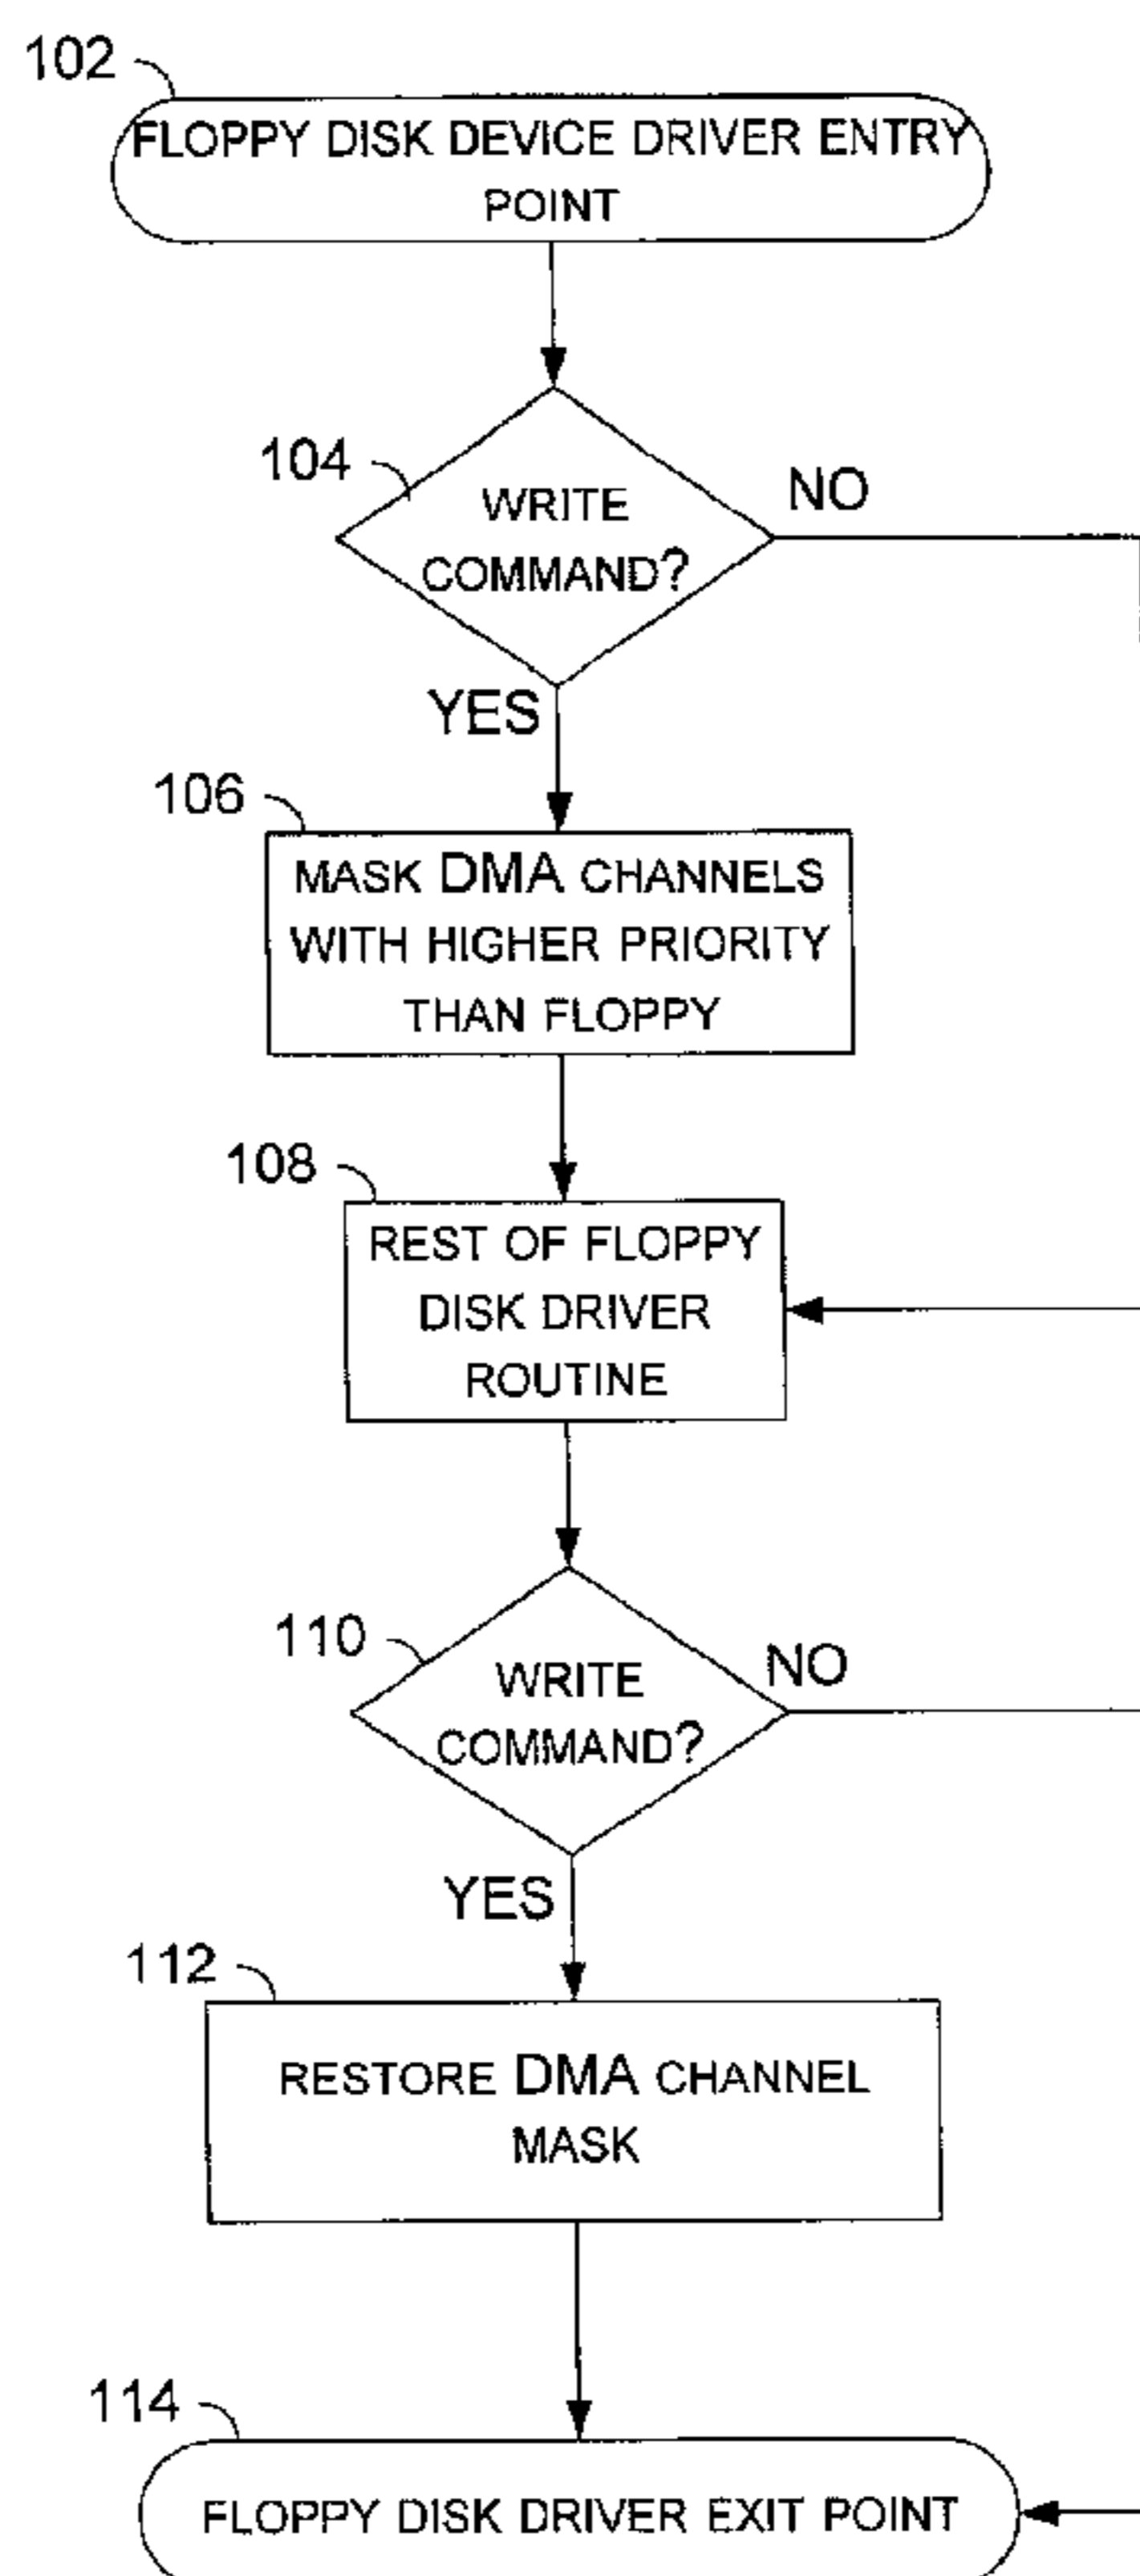 102
FLOPPY DISK DEVICE DRIVER ENTRY
POINT
104
WRITE
COMMAND?
NO
YES
106
MASK DMA CHANNELS
WITH HIGHER PRIORITY
THAN FLOPPY
108
REST OF FLOPPY
DISK DRIVER
ROUTINE
110
WRITE
COMMAND?
NO
YES
112
RESTORE DMA CHANNEL
MASK
114
FLOPPY DISK DRIVER EXIT POINT